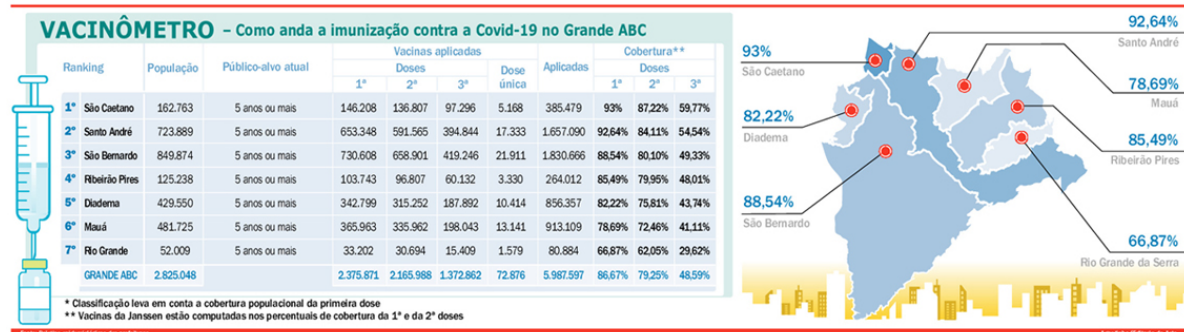 VACINÔMETRO – Como anda a imunização contra a Covid-19 no Grande ABC
Vacinas aplicadas Cobertura**
Ranking População Público-alvo atual Doses Dose única Aplicadas Doses
1ª 2ª 3ª 1ª 2ª 3ª
1º São Caetano 162.763 5 anos ou mais 146.208 136.807 97.296 5.168 385.479 93% 87,22% 59,77%
2º Santo André 723.889 5 anos ou mais 653.348 591.565 394.844 17.333 1.657.090 92,64% 84,11% 54,54%
3º São Bernardo 849.874 5 anos ou mais 730.608 658.901 419.246 21.911 1.830.666 88,54% 80,10% 49,33%
4º Ribeirão Pires 125.238 5 anos ou mais 103.743 96.807 60.132 3.330 264.012 85,49% 79,95% 48,01%
5º Diadema 429.550 5 anos ou mais 342.799 315.252 187.892 10.414 856.357 82,22% 75,81% 43,74%
6º Mauá 481.725 5 anos ou mais 365.963 335.962 198.043 13.141 913.109 78,69% 72,46% 41,11%
7º Rio Grande 52.009 5 anos ou mais 33.202 30.694 15.409 1.579 80.884 66,87% 62,05% 29,62%
GRANDE ABC 2.825.048 2.375.871 2.165.988 1.372.862 72.876 5.987.597 86,67% 79,25% 48,59%
* Classificação leva em conta a cobertura populacional da primeira dose
** Vacinas da Janssen estão computadas nos percentuais de cobertura da 1ª e da 2ª doses
93%
São Caetano
82,22%
Diadema
88,54%
São Bernardo
92,64%
Santo André
78,69%
Mauá
85,49%
Ribeirão Pires
66,87%
Rio Grande da Serra